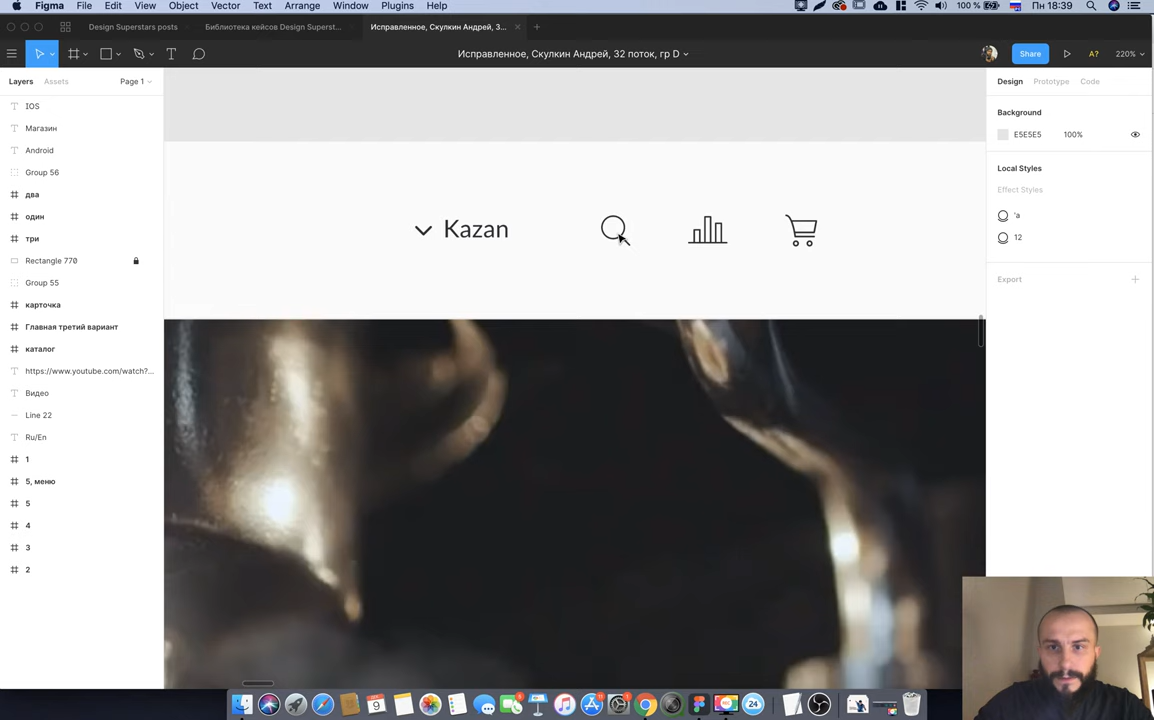 Figma File Edit View Object Vector Text Arrange Window Plugins Help 100 % Пн 18:39
Design Superstars posts Библиотека кейсов Design Superst... Исправленное, Скулкин Андрей, 3...
Исправленное, Скулкин Андрей, 32 поток, гр D Share A? 220%
Layers Assets Page 1 Design Prototype Code
IOS
Магазин
Android
Group 56
два
один
три
Rectangle 770
Group 55
карточка
Главная третий вариант
каталог
https://www.youtube.com/watch?...
Видео
Line 22
Ru/En
1
5, меню
5
4
3
2
Kazan
Background
E5E5E5 100%
Local Styles
Effect Styles
'a
12
Export
9
24